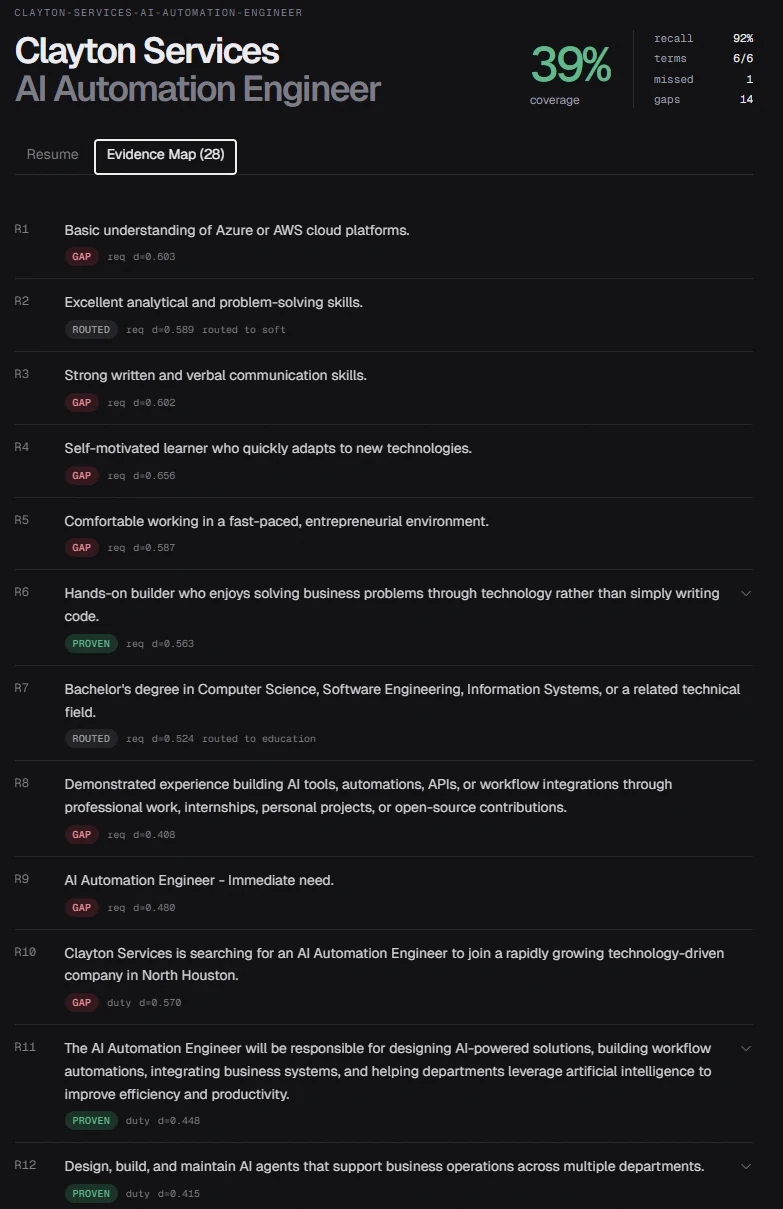 CLAYTON-SERVICES-AI-AUTOMATION-ENGINEER
Clayton Services
AI Automation Engineer
39%
coverage
recall 92%
terms 6/6
missed 1
gaps 14
Resume
Evidence Map (28)
R1 Basic understanding of Azure or AWS cloud platforms.
GAP req d=0.603
R2 Excellent analytical and problem-solving skills.
ROUTED req d=0.589 routed to soft
R3 Strong written and verbal communication skills.
GAP req d=0.602
R4 Self-motivated learner who quickly adapts to new technologies.
GAP req d=0.656
R5 Comfortable working in a fast-paced, entrepreneurial environment.
GAP req d=0.587
R6 Hands-on builder who enjoys solving business problems through technology rather than simply writing
code.
PROVEN req d=0.563
R7 Bachelor's degree in Computer Science, Software Engineering, Information Systems, or a related technical
field.
ROUTED req d=0.524 routed to education
R8 Demonstrated experience building AI tools, automations, APIs, or workflow integrations through
professional work, internships, personal projects, or open-source contributions.
GAP req d=0.408
R9 AI Automation Engineer - Immediate need.
GAP req d=0.480
R10 Clayton Services is searching for an AI Automation Engineer to join a rapidly growing technology-driven
company in North Houston.
GAP duty d=0.570
R11 The AI Automation Engineer will be responsible for designing AI-powered solutions, building workflow
automations, integrating business systems, and helping departments leverage artificial intelligence to
improve efficiency and productivity.
PROVEN duty d=0.448
R12 Design, build, and maintain AI agents that support business operations across multiple departments.
PROVEN duty d=0.415